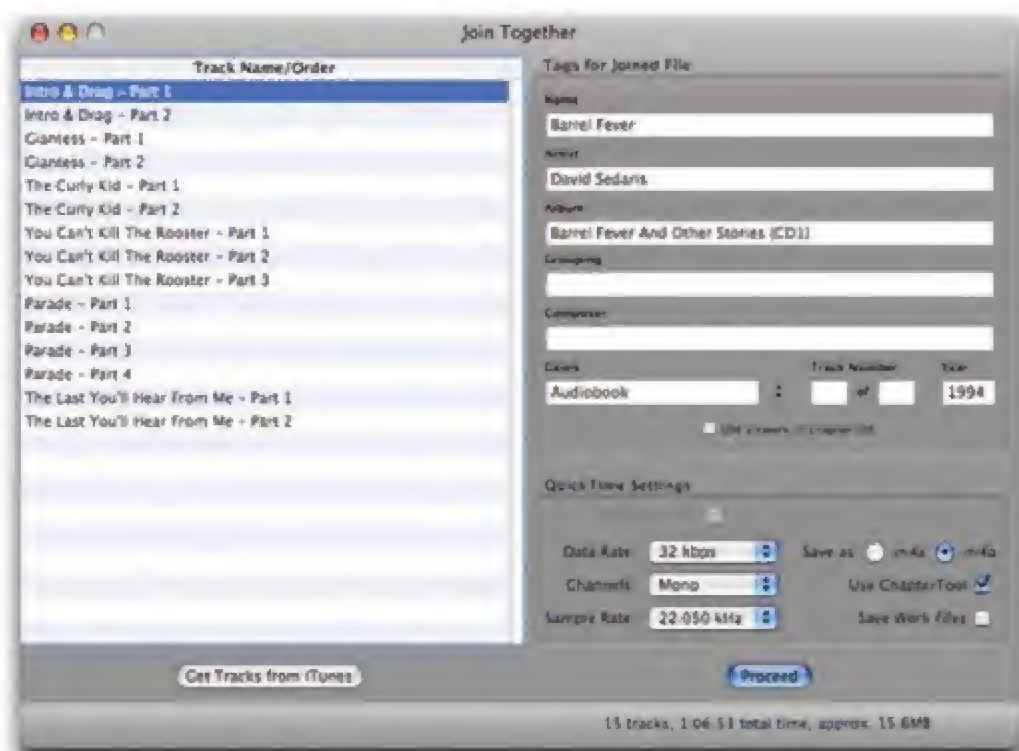 Join Together
Track Name/Order
Intro & Drag - Part 1
Intro & Drag - Part 2
Giantess - Part 1
Giantess - Part 2
The Curly Kid - Part 1
The Curly Kid - Part 2
You Can't Kill The Rooster - Part 1
You Can't Kill The Rooster - Part 2
You Can't Kill The Rooster - Part 3
Parade - Part 1
Parade - Part 2
Parade - Part 3
Parade - Part 4
The Last You'll Hear From Me - Part 1
The Last You'll Hear From Me - Part 2
Get Tracks from iTunes
Tags for Joined File
Name
Barrel Fever
Artist
David Sedaris
Album
Barrel Fever And Other Stories (CD1)
Grouping
Composer
Genre
Track Number
Year
Audiobook : of 1994
QuickTime Settings
Data Rate 32 kbps Save as .m4a .m4b
Channels Mono Use ChapterTool
Sample Rate 22.050 kHz Save Work Files
Proceed
15 tracks, 1:06:51 total time, approx. 15.6MB